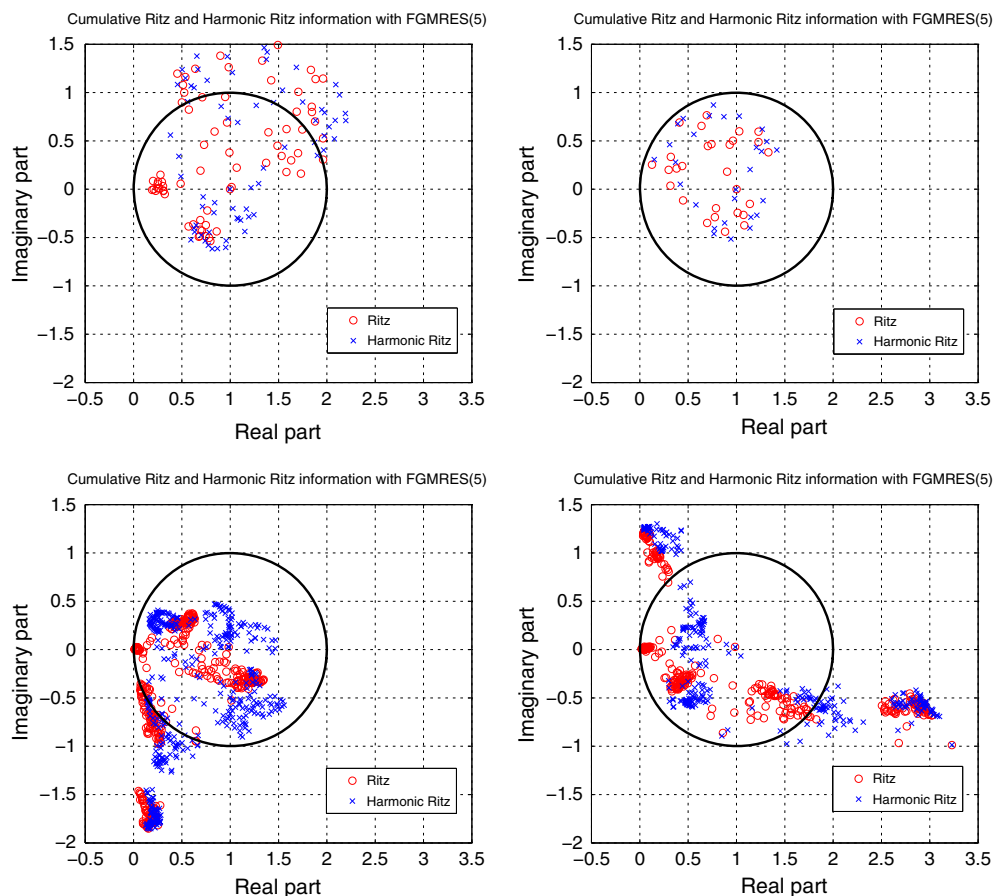 Cumulative Ritz and Harmonic Ritz information with FGMRES(5)
1.5
1
0.5
0
−0.5
−1
−1.5
−2
Imaginary part
−0.5 0 0.5 1 1.5 2 2.5 3 3.5
Real part
Ritz
Harmonic Ritz
Cumulative Ritz and Harmonic Ritz information with FGMRES(5)
1.5
1
0.5
0
−0.5
−1
−1.5
−2
Imaginary part
−0.5 0 0.5 1 1.5 2 2.5 3 3.5
Real part
Ritz
Harmonic Ritz
Cumulative Ritz and Harmonic Ritz information with FGMRES(5)
1.5
1
0.5
0
−0.5
−1
−1.5
−2
Imaginary part
−0.5 0 0.5 1 1.5 2 2.5 3 3.5
Real part
Ritz
Harmonic Ritz
Cumulative Ritz and Harmonic Ritz information with FGMRES(5)
1.5
1
0.5
0
−0.5
−1
−1.5
−2
Imaginary part
−0.5 0 0.5 1 1.5 2 2.5 3 3.5
Real part
Ritz
Harmonic Ritz